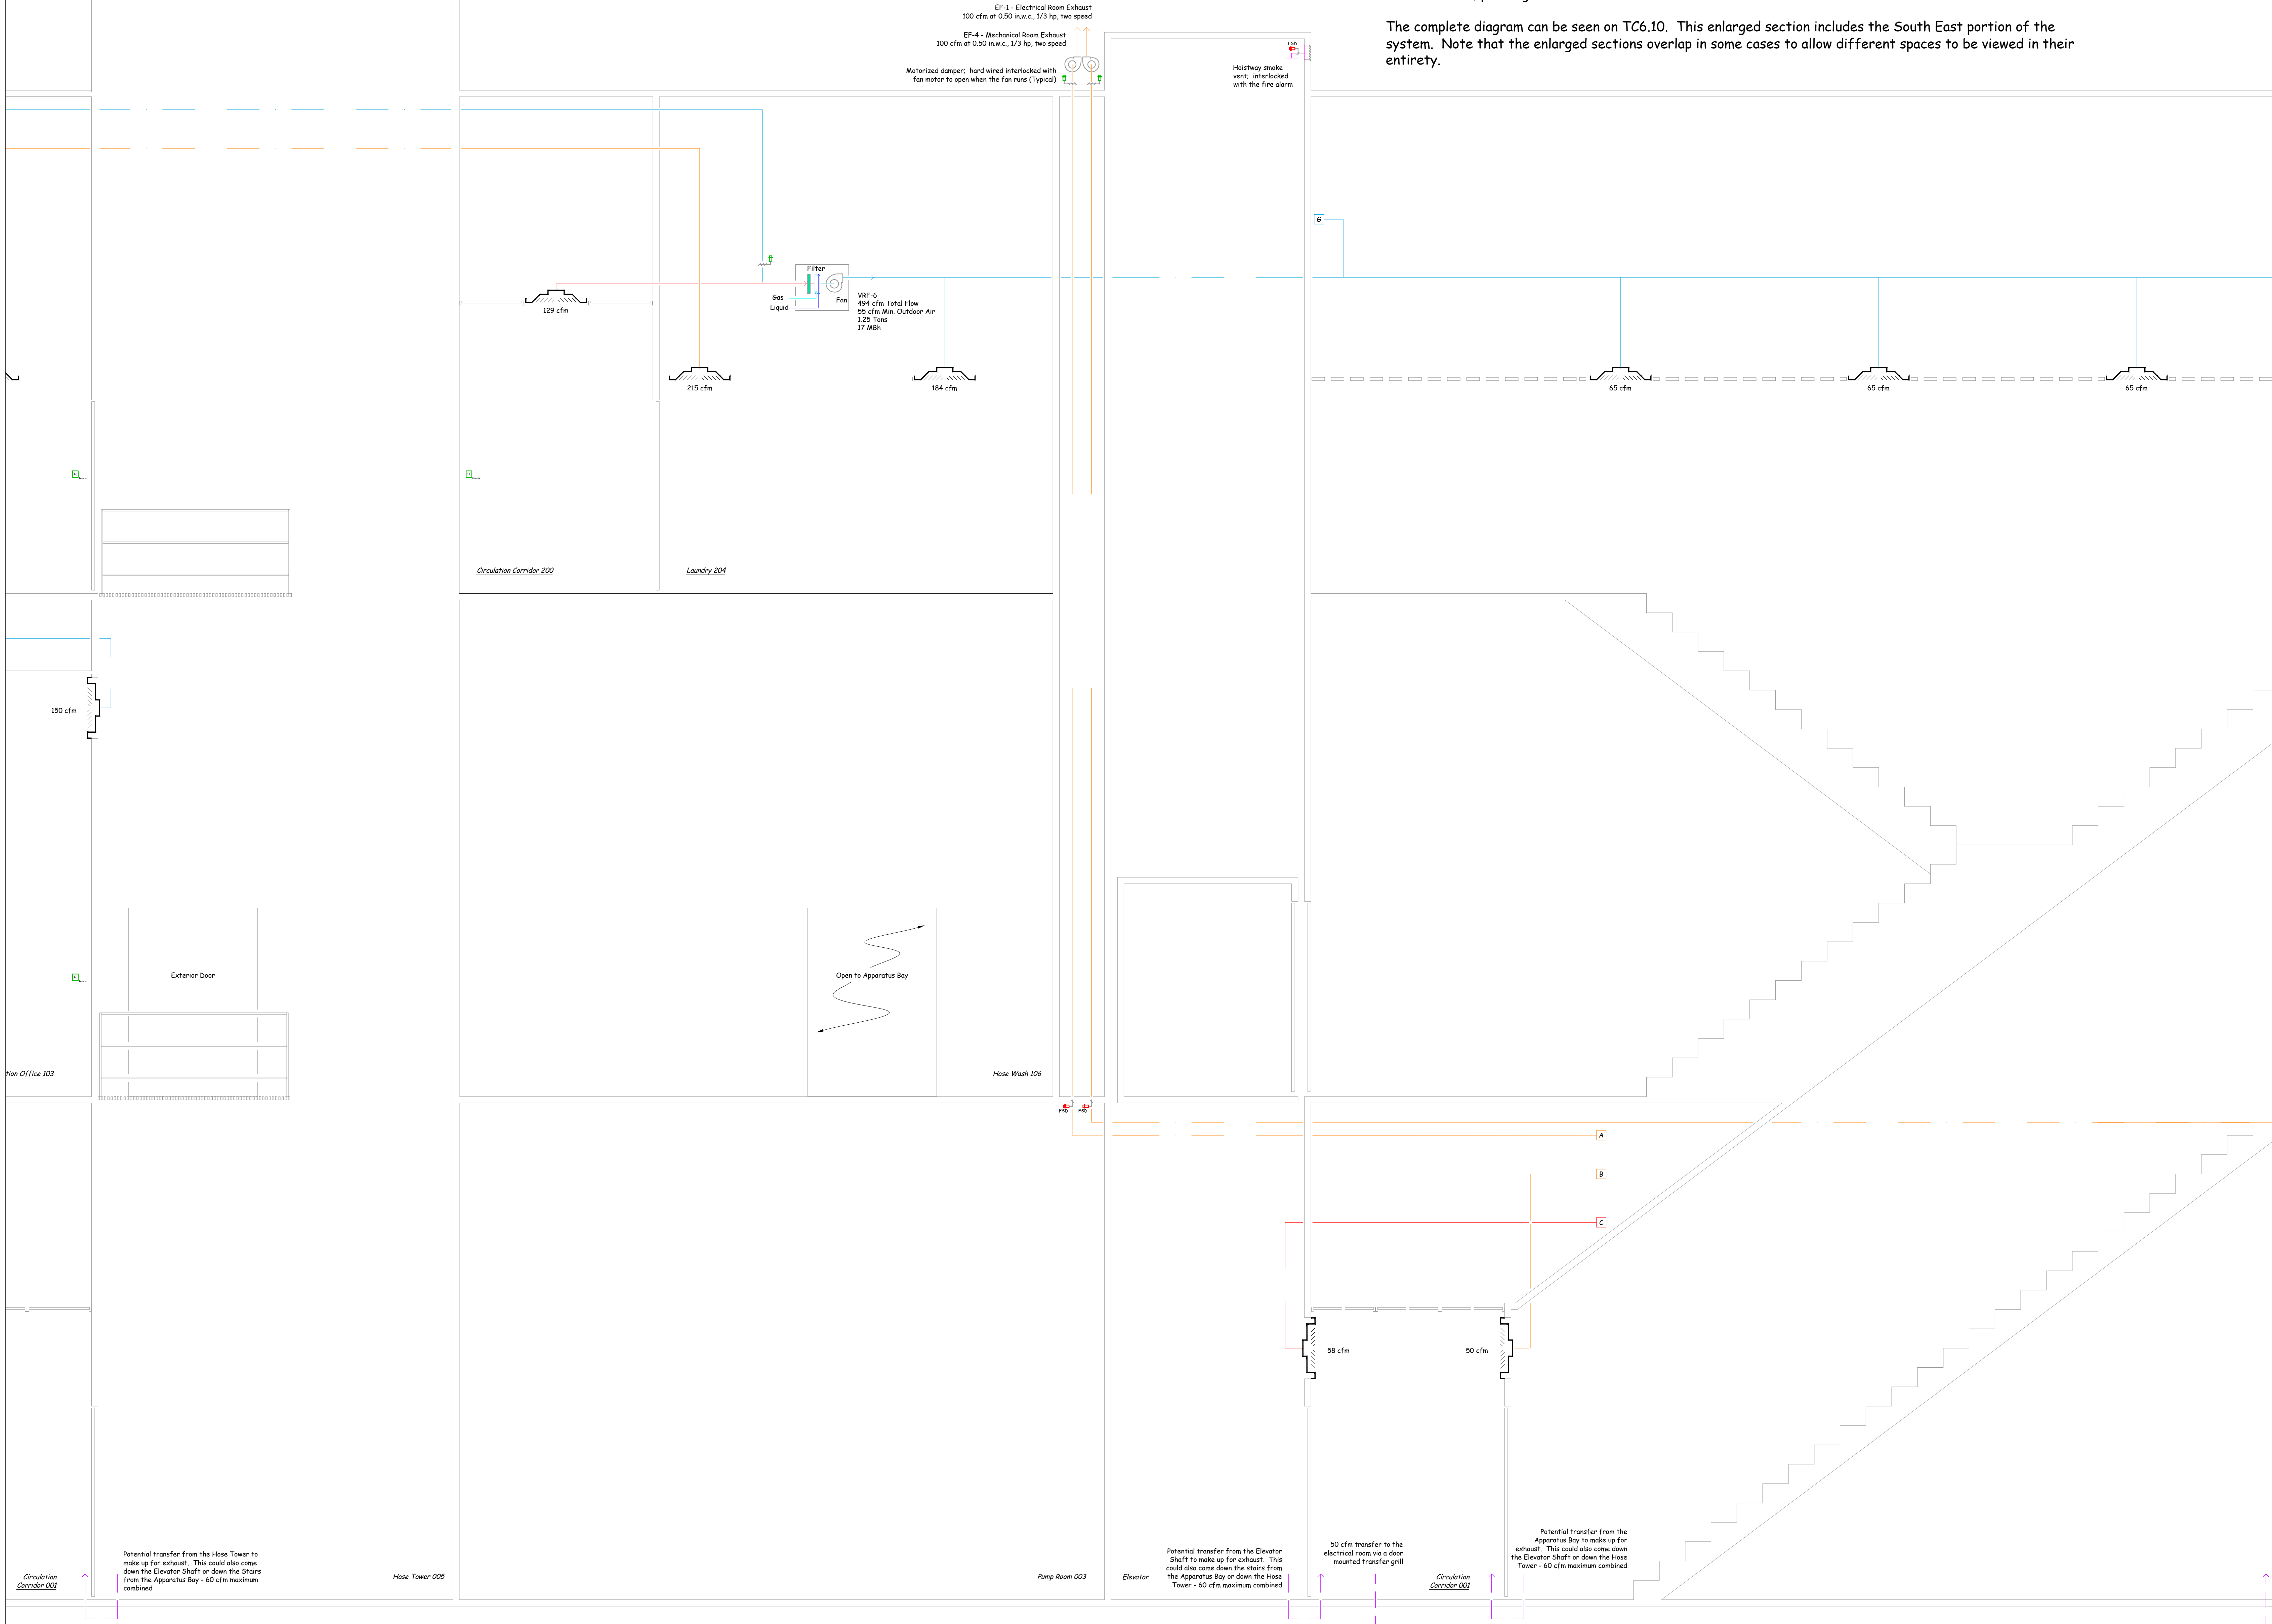 EF-1 - Electrical Room Exhaust
100 cfm at 0.50 in.w.c., 1/3 hp, two speed
EF-4 - Mechanical Room Exhaust
100 cfm at 0.50 in.w.c., 1/3 hp, two speed
Motorized damper; hard wired interlocked with
fan motor to open when the fan runs (Typical)
The complete diagram can be seen on TC6.10. This enlarged section includes the South East portion of the
system. Note that the enlarged sections overlap in some cases to allow different spaces to be viewed in their
entirety.
FSD
Hoistway smoke
vent; interlocked
with the fire alarm
G
Filter
Gas
Liquid
Fan
VRF-6
494 cfm Total Flow
55 cfm Min. Outdoor Air
1.25 Tons
17 MBh
129 cfm
215 cfm
184 cfm
65 cfm
65 cfm
65 cfm
Circulation Corridor 200
Laundry 204
150 cfm
Exterior Door
Open to Apparatus Bay
tion Office 103
Hose Wash 106
FSD
FSD
A
B
C
58 cfm
50 cfm
Circulation
Corridor 001
Potential transfer from the Hose Tower to
make up for exhaust. This could also come
down the Elevator Shaft or down the Stairs
from the Apparatus Bay - 60 cfm maximum
combined
Hose Tower 005
Pump Room 003
Elevator
Potential transfer from the Elevator
Shaft to make up for exhaust. This
could also come down the stairs from
the Apparatus Bay or down the Hose
Tower - 60 cfm maximum combined
50 cfm transfer to the
electrical room via a door
mounted transfer grill
Circulation
Corridor 001
Potential transfer from the
Apparatus Bay to make up for
exhaust. This could also come down
the Elevator Shaft or down the Hose
Tower - 60 cfm maximum combined